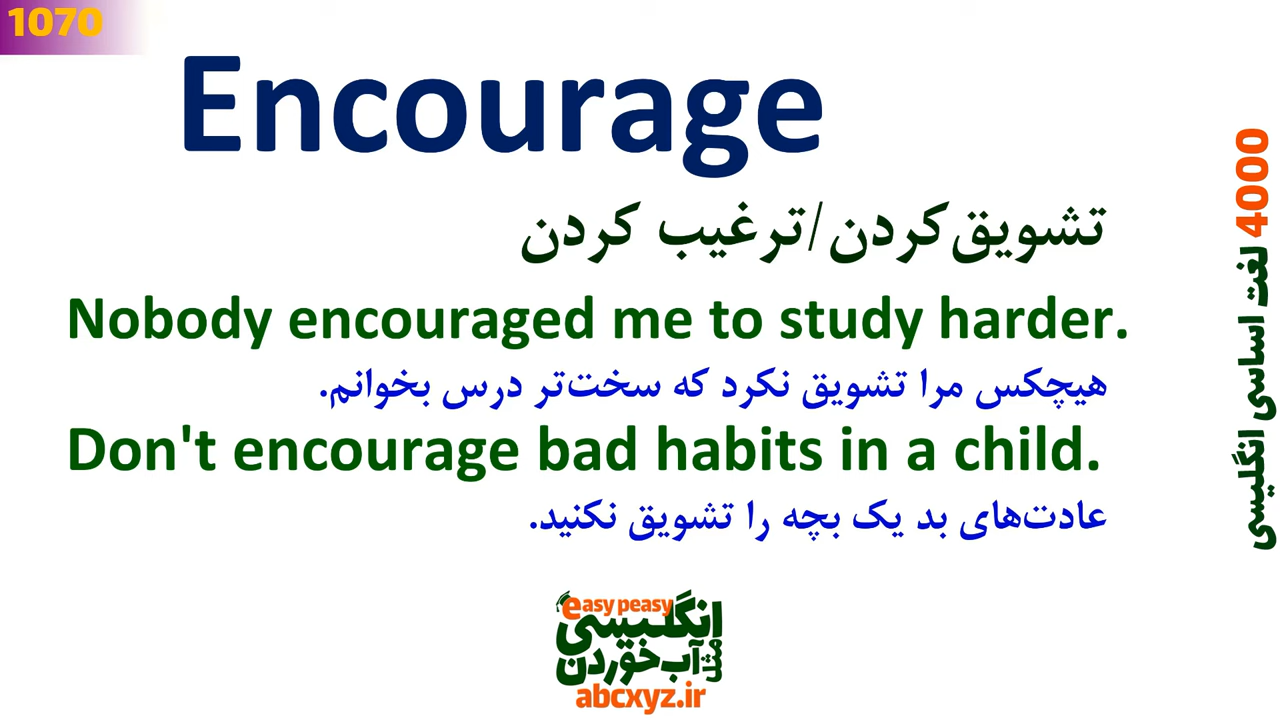 1070
Encourage
تشویق کردن/ترغیب کردن
Nobody encouraged me to study harder.
هیچکس مرا تشویق نکرد که سخت‌تر درس بخوانم.
Don't encourage bad habits in a child.
عادت‌های بد یک بچه را تشویق نکنید.
4000 لغت اساسی انگلیسی
easy peasy
انگلیسی
مثل آب خوردن
abcxyz.ir